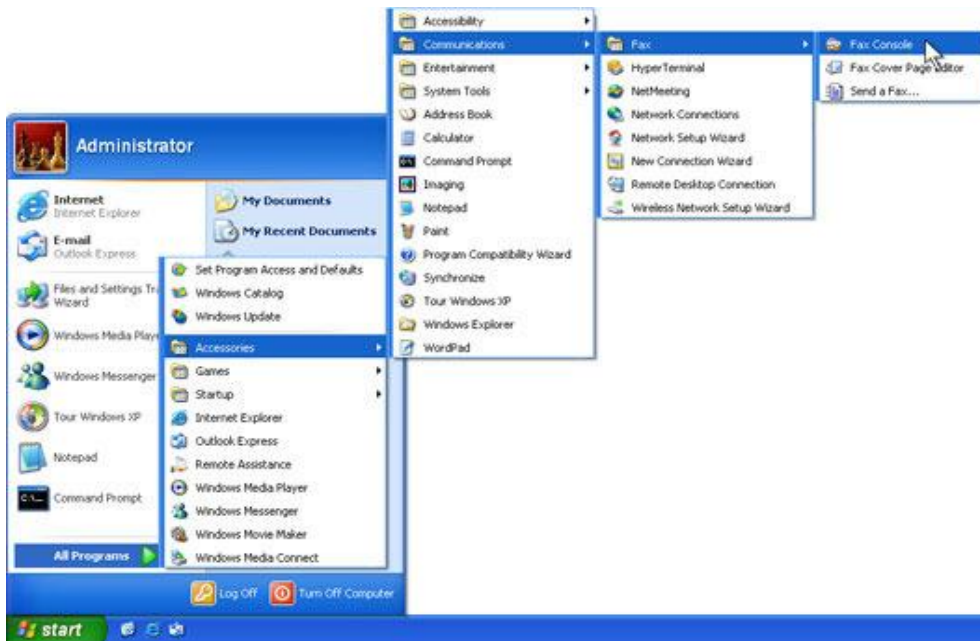 Administrator
Internet
Internet Explorer
E-mail
Outlook Express
Files and Settings Tra
Wizard
Windows Media Playe
Windows Messenger
Tour Windows XP
Notepad
Command Prompt
All Programs
My Documents
My Recent Documents
Set Program Access and Defaults
Windows Catalog
Windows Update
Accessories
Games
Startup
Internet Explorer
Outlook Express
Remote Assistance
Windows Media Player
Windows Messenger
Windows Movie Maker
Windows Media Connect
Accessibility
Communications
Entertainment
System Tools
Address Book
Calculator
Command Prompt
Imaging
Notepad
Paint
Program Compatibility Wizard
Synchronize
Tour Windows XP
Windows Explorer
WordPad
Fax
HyperTerminal
NetMeeting
Network Connections
Network Setup Wizard
New Connection Wizard
Remote Desktop Connection
Wireless Network Setup Wizard
Fax Console
Fax Cover Page Editor
Send a Fax...
Log Off
Turn Off Computer
start